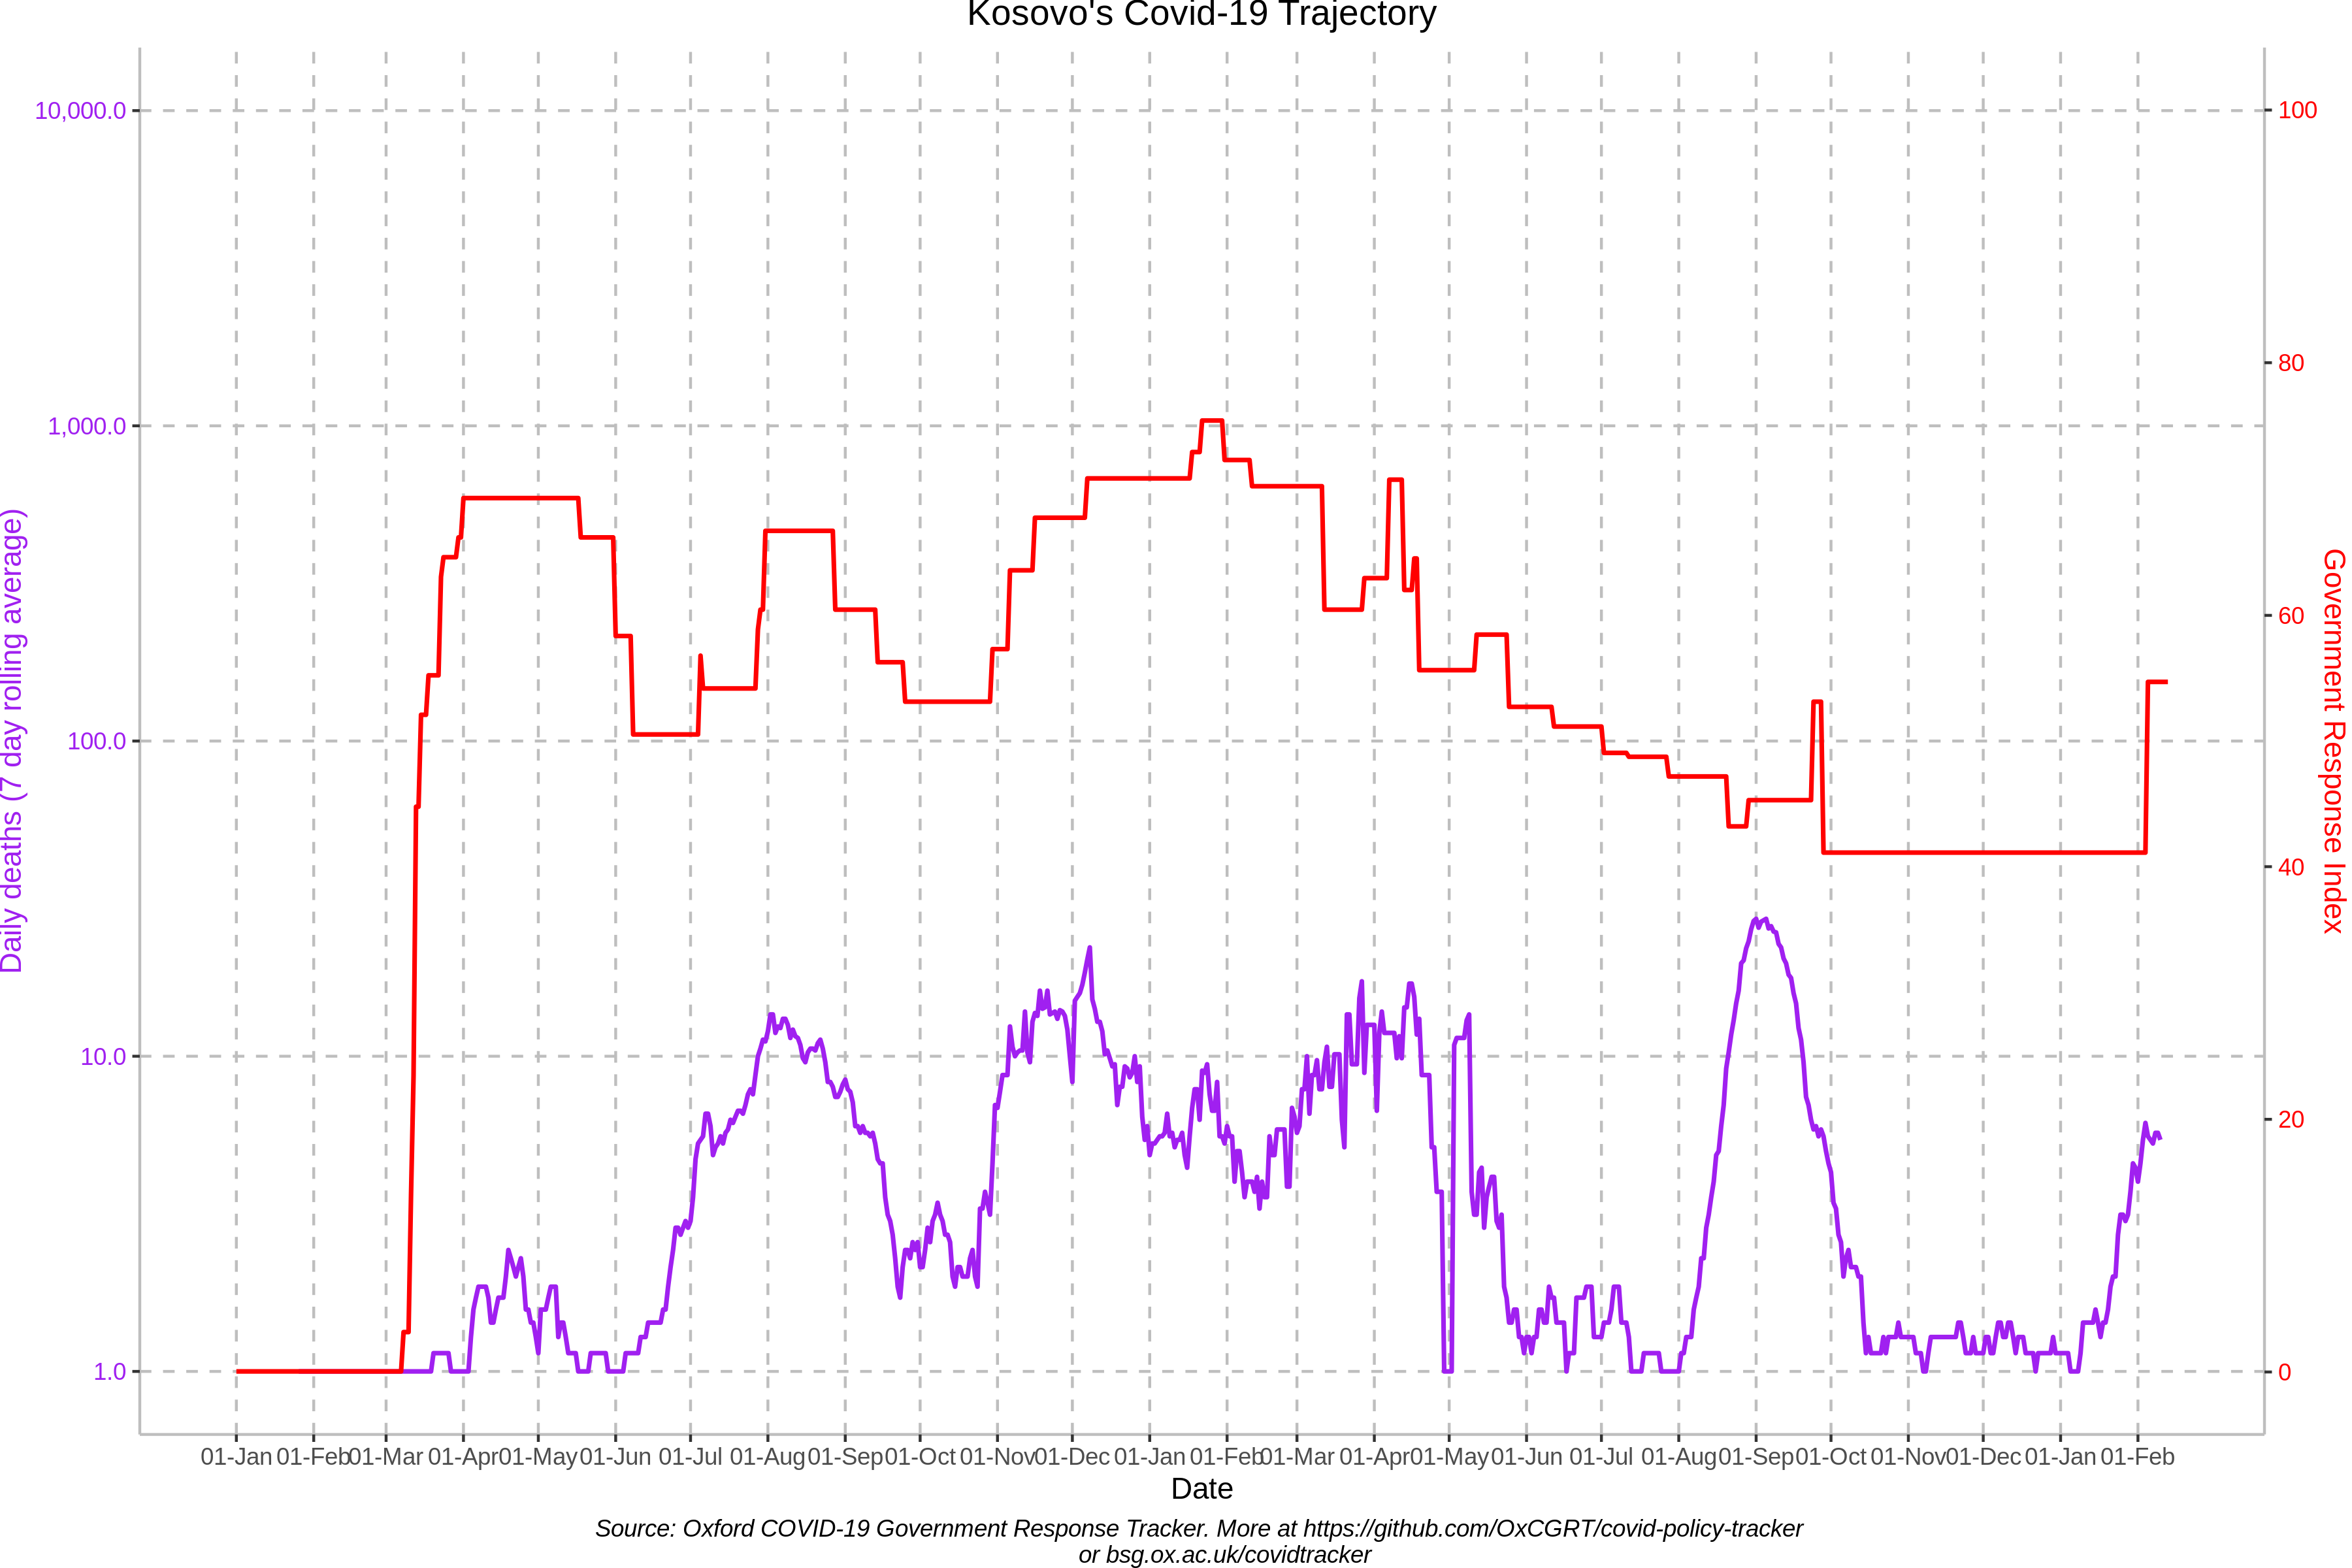 Kosovo's Covid-19 Trajectory
10,000.0
1,000.0
100.0
10.0
1.0
Daily deaths (7 day rolling average)
100
80
60
40
20
0
Government Response Index
01-Jan 01-Feb 01-Mar 01-Apr 01-May 01-Jun 01-Jul 01-Aug 01-Sep 01-Oct 01-Nov 01-Dec 01-Jan 01-Feb 01-Mar 01-Apr 01-May 01-Jun 01-Jul 01-Aug 01-Sep 01-Oct 01-Nov 01-Dec 01-Jan 01-Feb
Date
Source: Oxford COVID-19 Government Response Tracker. More at https://github.com/OxCGRT/covid-policy-tracker
or bsg.ox.ac.uk/covidtracker